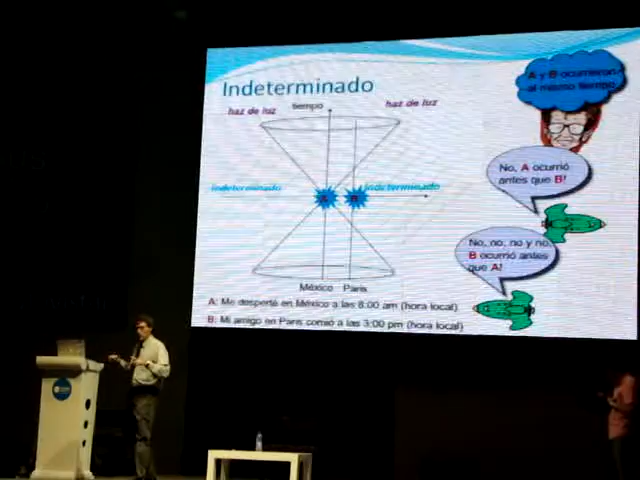 Indeterminado
haz de luz
tiempo
haz de luz
A y B ocurrieron
al mismo tiempo
No, A ocurrió
antes que B!
indeterminado
A
B
indeterminado
No, no, no y no,
B ocurrió antes
que A!
México
Paris
A: Me desperté en México a las 8:00 am (hora local)
B: Mi amigo en Paris comió a las 3:00 pm (hora local)